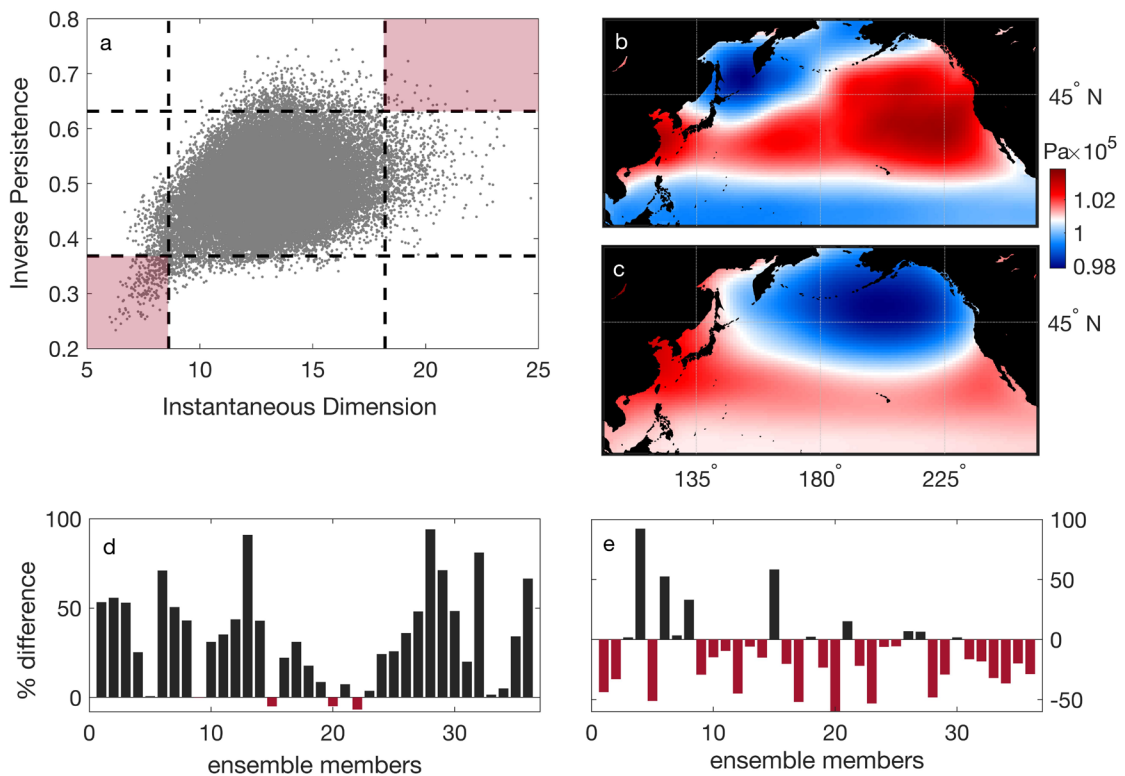 a
0.8
0.7
0.6
0.5
0.4
0.3
0.2
Inverse Persistence
5
10
15
20
25
Instantaneous Dimension
b
45° N
Pa×10⁵
1.02
1
0.98
c
45° N
135°
180°
225°
d
100
50
0
% difference
0
10
20
30
ensemble members
e
100
50
0
-50
0
10
20
30
ensemble members